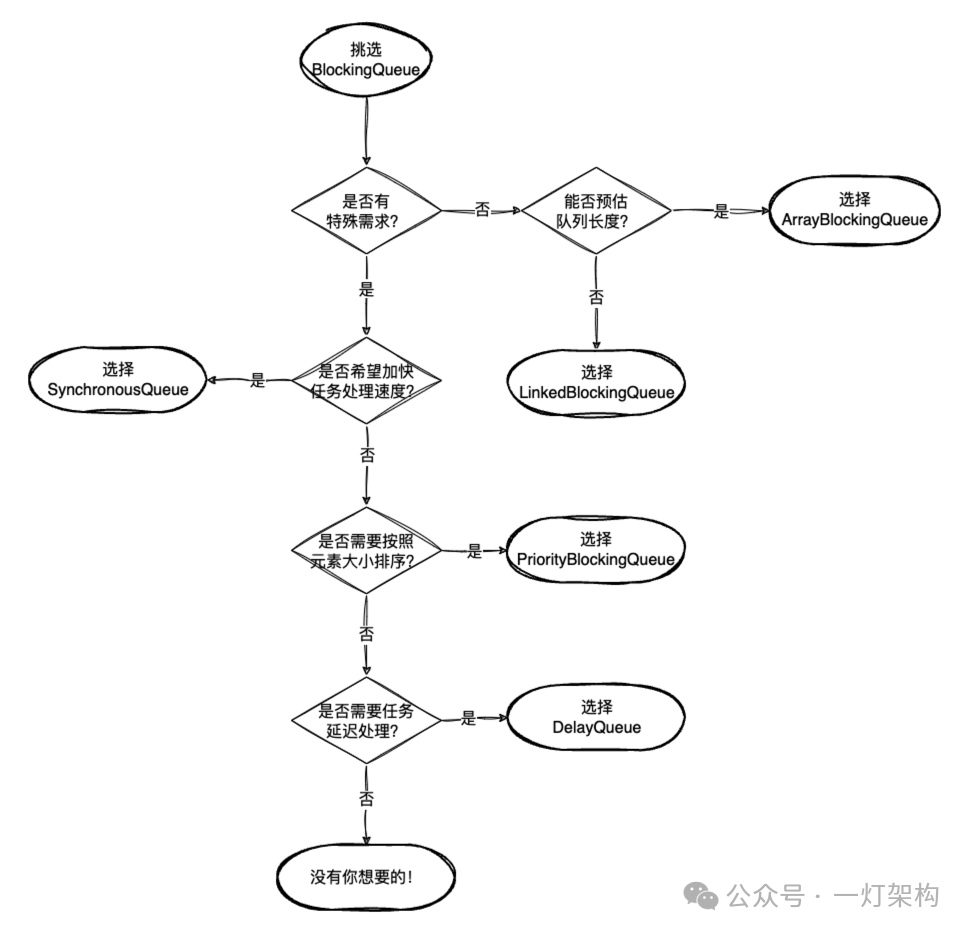 挑选
BlockingQueue
是否有
特殊需求?
否
能否预估
队列长度?
是
选择
ArrayBlockingQueue
是
否
选择
SynchronousQueue
是
是否希望加快
任务处理速度?
选择
LinkedBlockingQueue
否
是否需要按照
元素大小排序?
是
选择
PriorityBlockingQueue
否
是否需要任务
延迟处理?
是
选择
DelayQueue
否
没有你想要的!
公众号 · 一灯架构